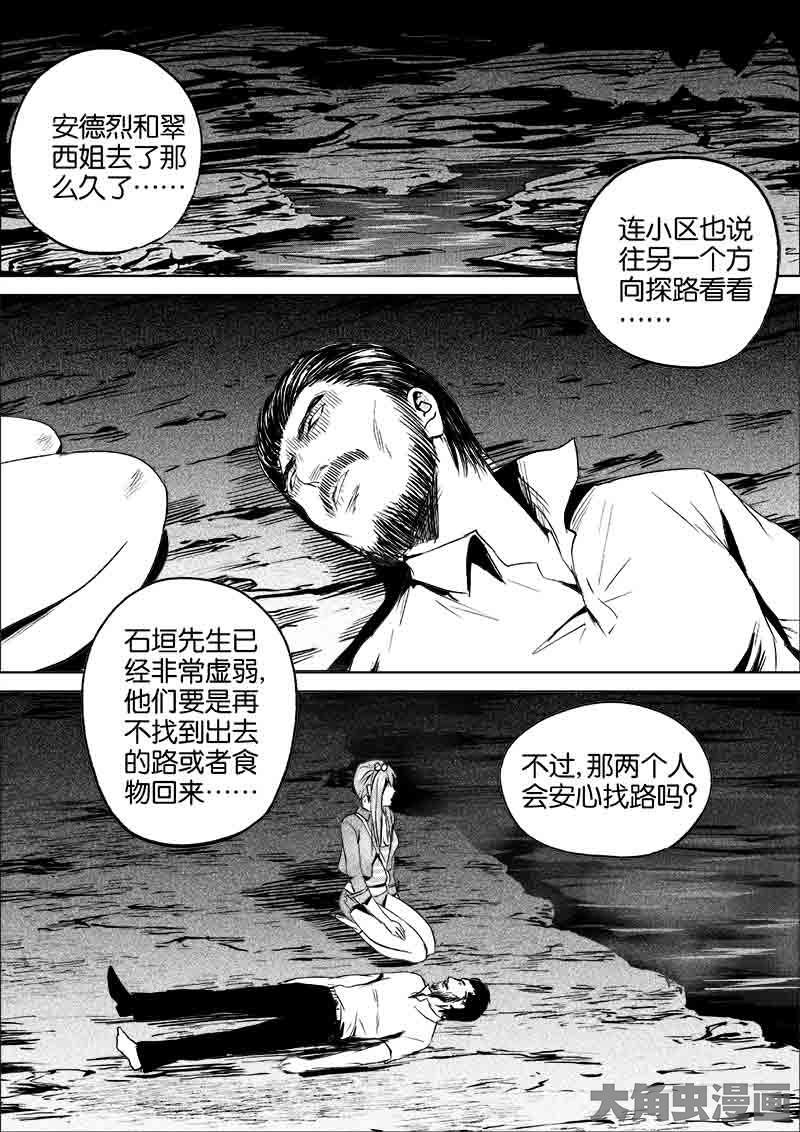 安德烈和翠
西姐去了那
么久了……
连小区也说
往另一个方
向探路看看
……
石垣先生已
经非常虚弱,
他们要是再
不找到出去
的路或者食
物回来……
不过,那两个人
会安心找路吗?
大角虫漫画